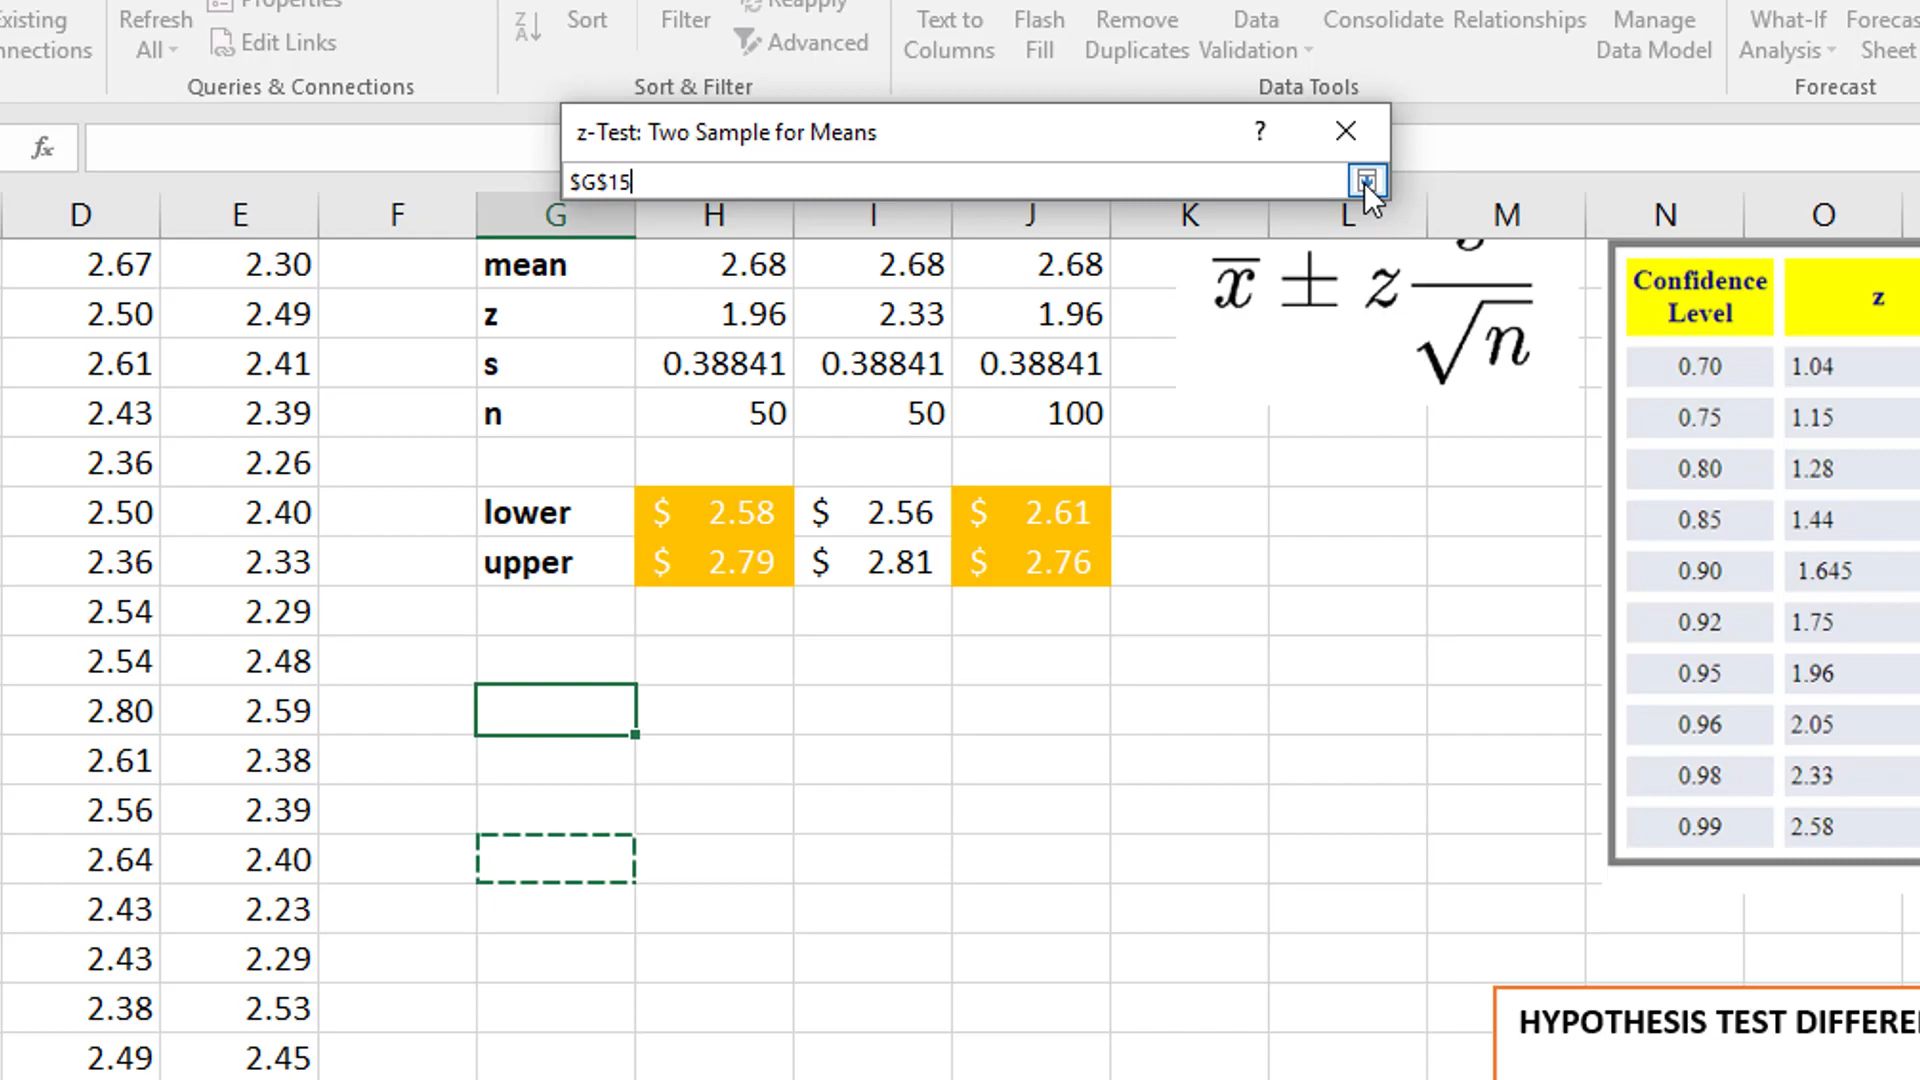 xisting
nnections
Refresh
All
Properties
Edit Links
Queries & Connections
Z
A
Sort
Filter
Reapply
Advanced
Sort & Filter
Text to
Columns
Flash
Fill
Remove
Duplicates
Data
Validation
Consolidate
Relationships
Manage
Data Model
Data Tools
What-If
Analysis
Forecas
Sheet
Forecast
z-Test: Two Sample for Means ? ×
$G$15
fx
D E F G H I J K L M N O
2.67 2.30 mean 2.68 2.68 2.68
2.50 2.49 z 1.96 2.33 1.96
2.61 2.41 s 0.38841 0.38841 0.38841
2.43 2.39 n 50 50 100
2.36 2.26
2.50 2.40 lower $ 2.58 $ 2.56 $ 2.61
2.36 2.33 upper $ 2.79 $ 2.81 $ 2.76
2.54 2.29
2.54 2.48
2.80 2.59
2.61 2.38
2.56 2.39
2.64 2.40
2.43 2.23
2.43 2.29
2.38 2.53
2.49 2.45
x̅ ± z
√n
Confidence
Level
z
0.70 1.04
0.75 1.15
0.80 1.28
0.85 1.44
0.90 1.645
0.92 1.75
0.95 1.96
0.96 2.05
0.98 2.33
0.99 2.58
HYPOTHESIS TEST DIFFERE